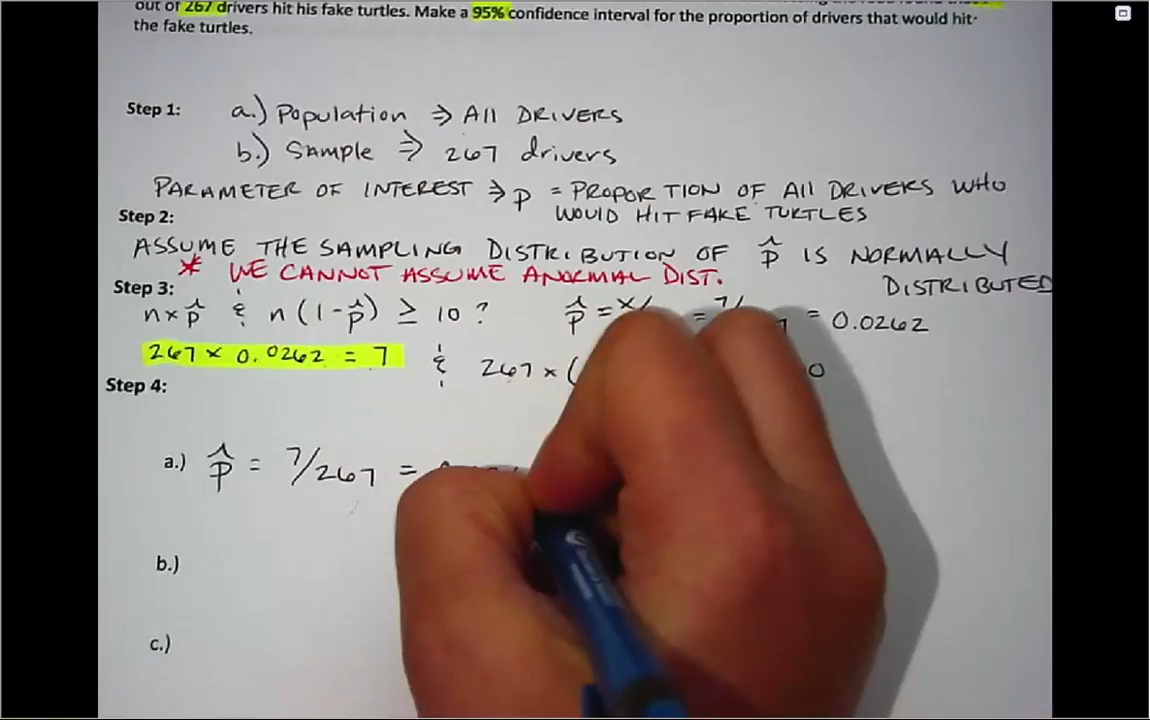 out of 267 drivers hit his fake turtles. Make a 95% confidence interval for the proportion of drivers that would hit
the fake turtles.
Step 1: a.) Population ⇒ All DRIVERS
b.) Sample ⇒ 267 drivers
PARAMETER OF INTEREST ⇒ p = PROPORTION OF All DRIVERS WHO
WOULD HIT FAKE TURTLES
Step 2:
ASSUME THE SAMPLING DISTRIBUTION OF p̂ IS NORMALLY
DISTRIBUTED
* WE CANNOT ASSUME A NORMAL DIST.
Step 3:
n x p̂ & n (1-p̂) ≥ 10 ? p̂ = x/ = 7/ = 0.0262
267 x 0.0262 = 7 & 267 x (
Step 4:
a.) p̂ = 7/267 =
b.)
c.)